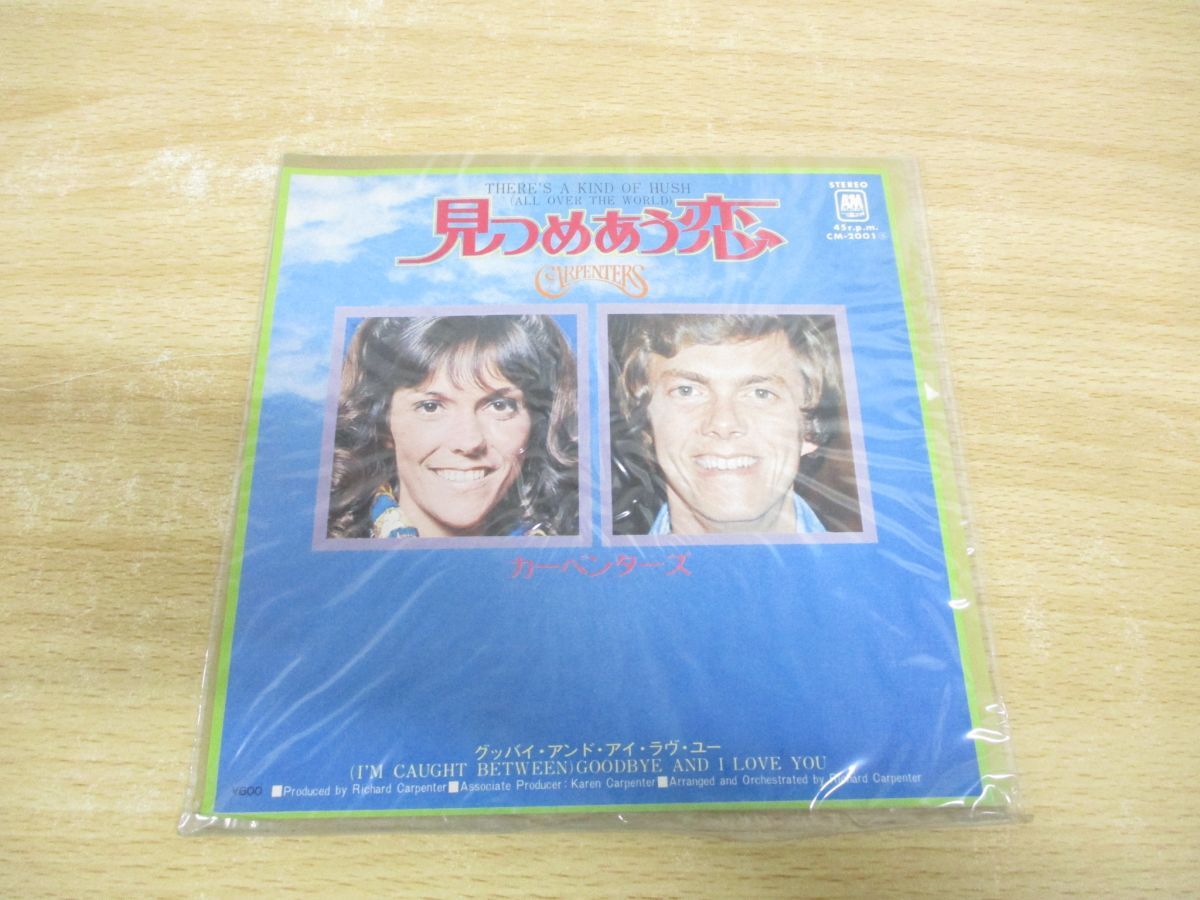 THERE'S A KIND OF HUSH
(ALL OVER THE WORLD)
見つめあう恋
CARPENTERS
STEREO
A&M
45r.p.m.
CM-2001
カーペンターズ
グッバイ・アンド・アイ・ラヴ・ユー
(I'M CAUGHT BETWEEN) GOODBYE AND I LOVE YOU
¥600 ■Produced by Richard Carpenter ■Associate Producer: Karen Carpenter ■Arranged and Orchestrated by Richard Carpenter